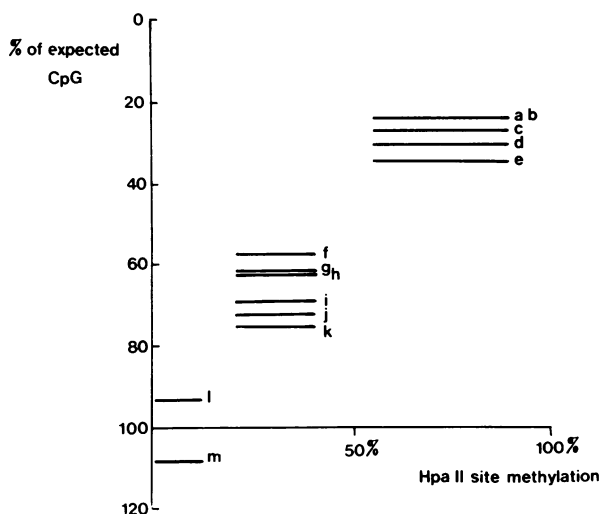 0
% of expected
CpG
20
a b
c
d
e
40
f
60
g
h
i
j
k
80
l
100
50%
100%
m
Hpa II site methylation
120